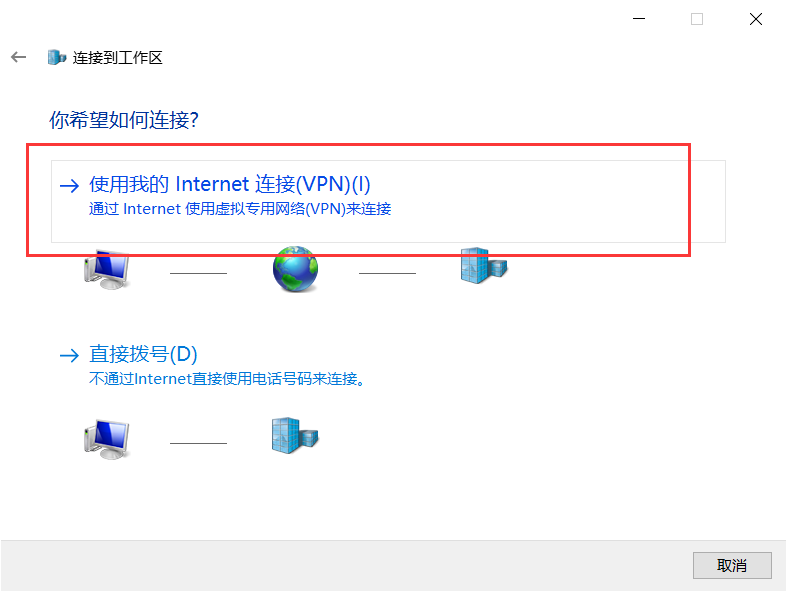 连接到工作区
你希望如何连接?
使用我的 Internet 连接(VPN)(I)
通过 Internet 使用虚拟专用网络(VPN)来连接
直接拨号(D)
不通过Internet直接使用电话号码来连接。
取消